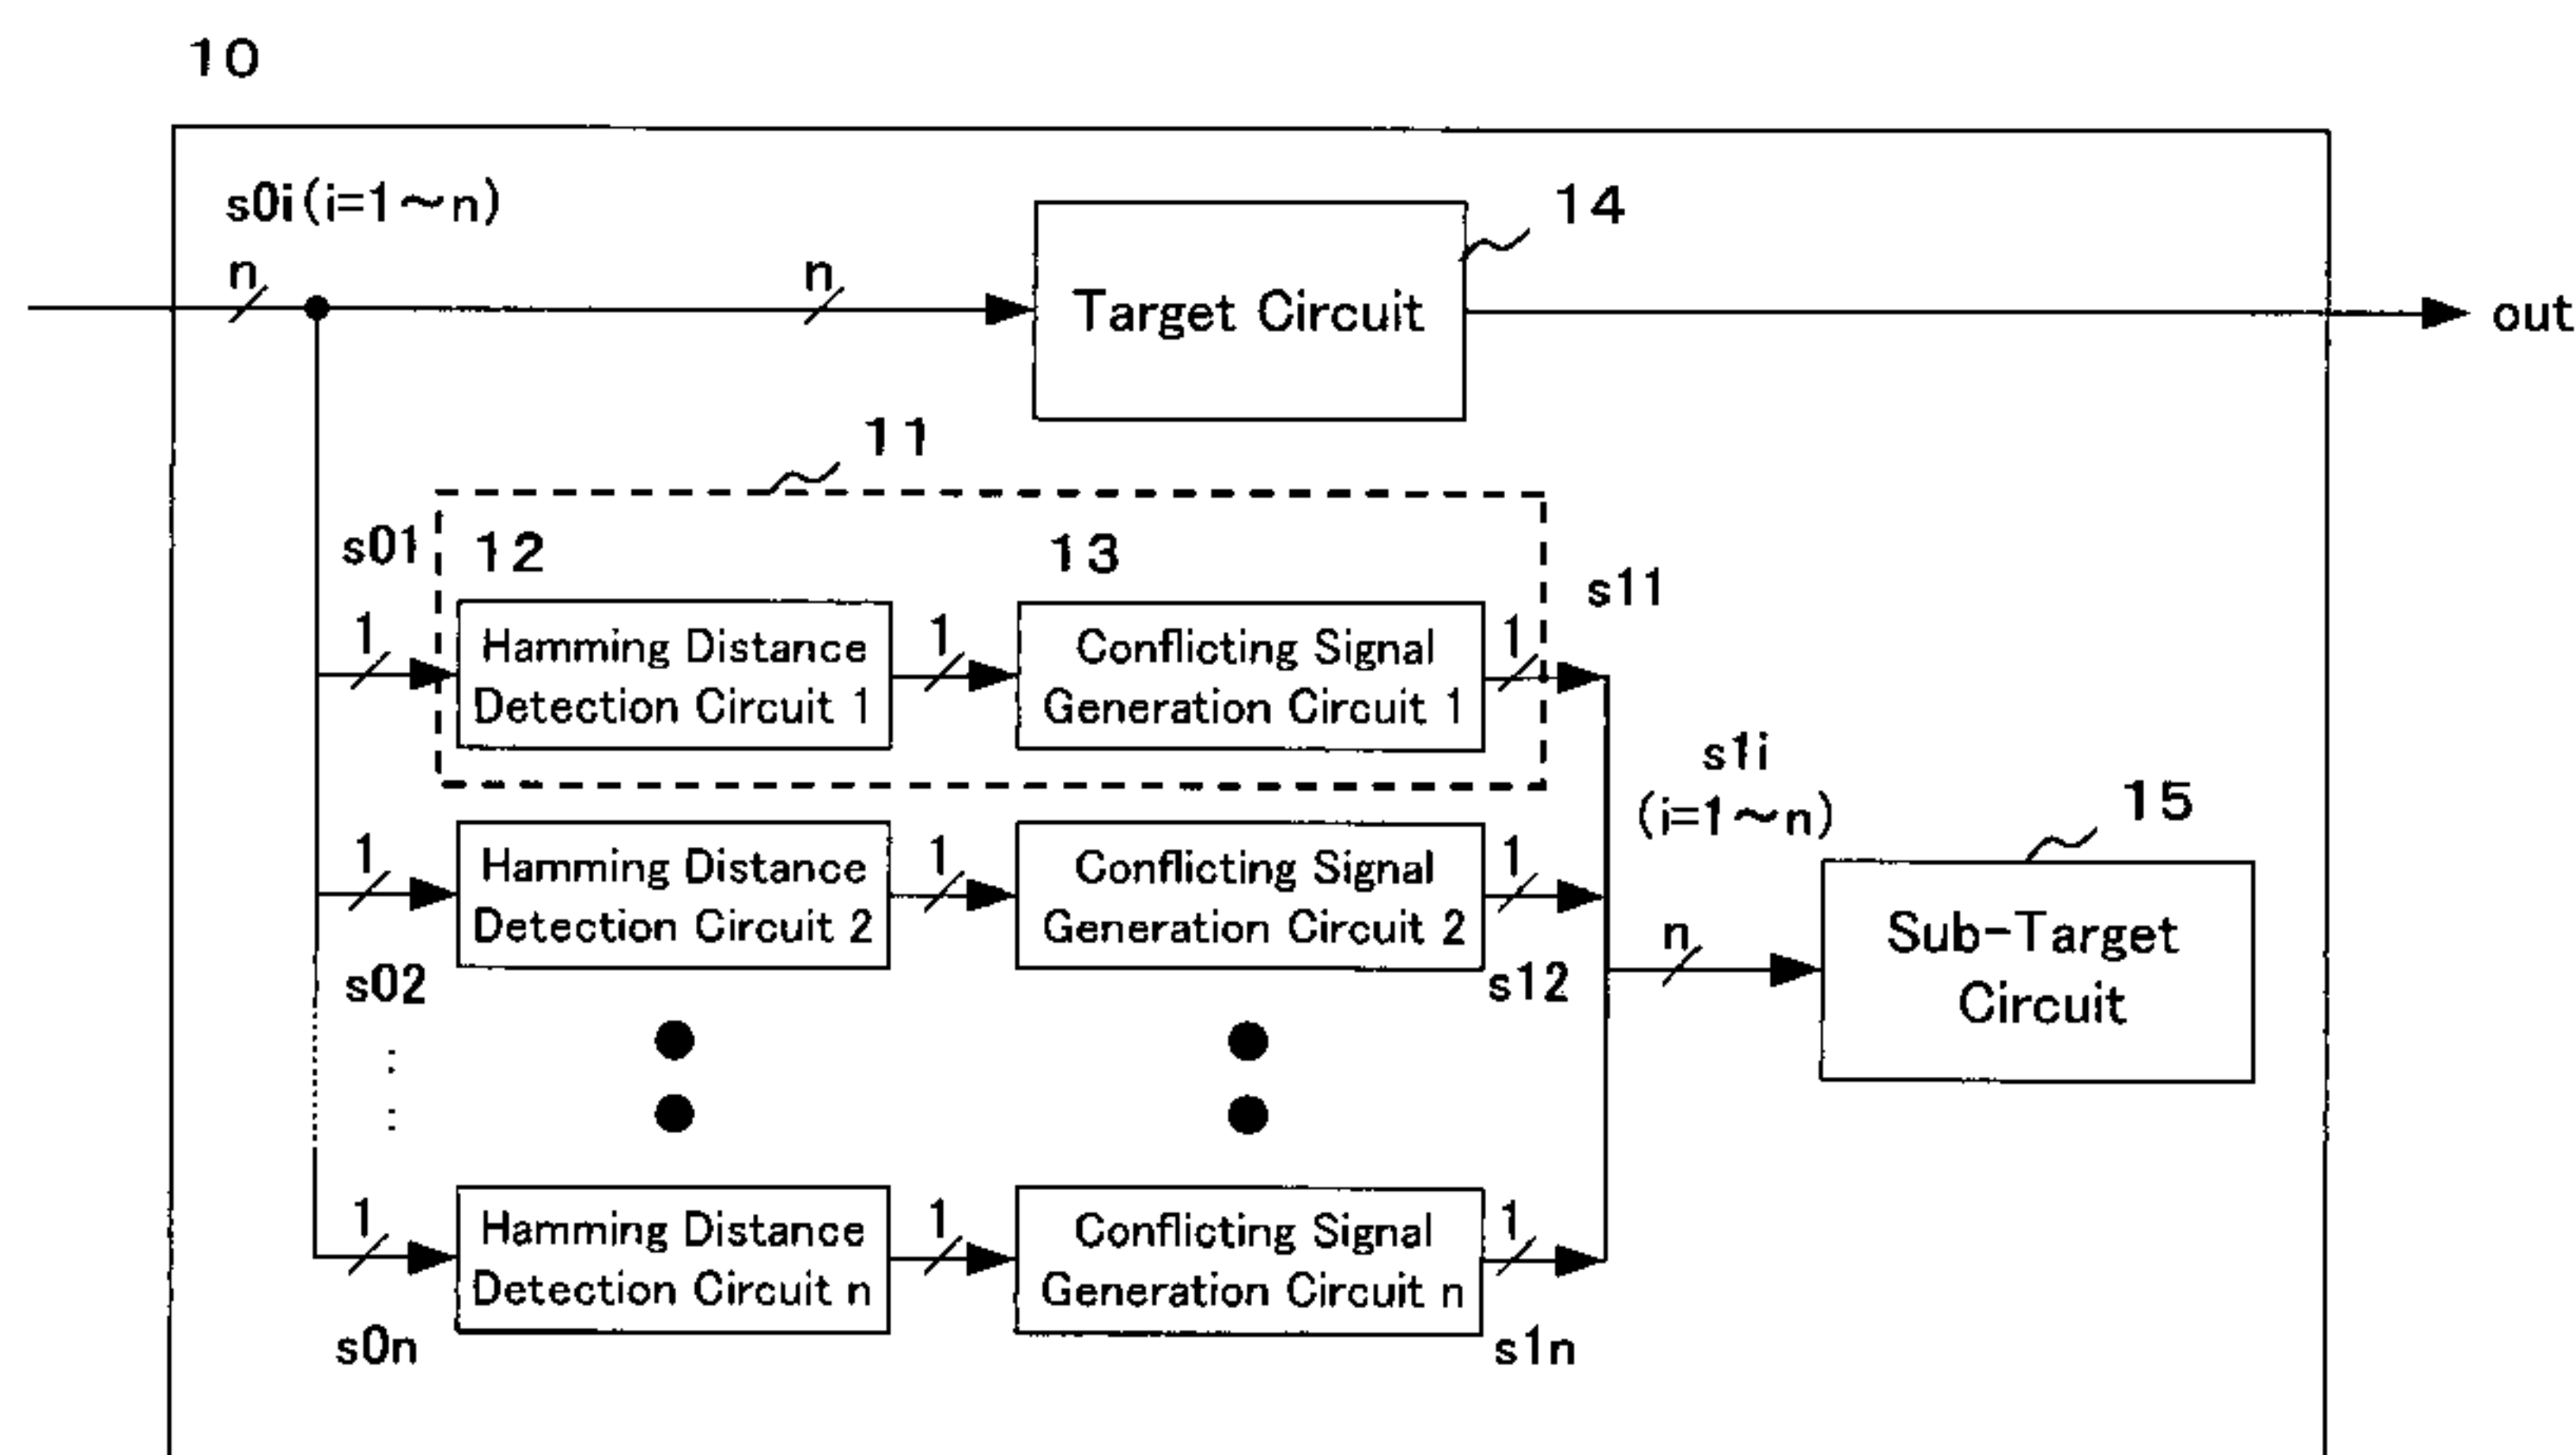 10
s0i(i=1～n)
n
n
Target Circuit
14
out
11
s01
12
13
s11
1
Hamming Distance
Detection Circuit 1
1
Conflicting Signal
Generation Circuit 1
1
s1i
(i=1～n)
15
1
Hamming Distance
Detection Circuit 2
1
Conflicting Signal
Generation Circuit 2
1
n
Sub-Target
Circuit
s02
s12
1
Hamming Distance
Detection Circuit n
1
Conflicting Signal
Generation Circuit n
1
s0n
s1n